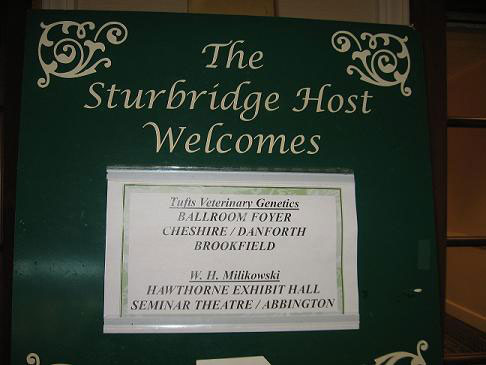 The
Sturbridge Host
Welcomes
Tufts Veterinary Genetics
BALLROOM FOYER
CHESHIRE / DANFORTH
BROOKFIELD
W. H. Milikowski
HAWTHORNE EXHIBIT HALL
SEMINAR THEATRE / ABBINGTON